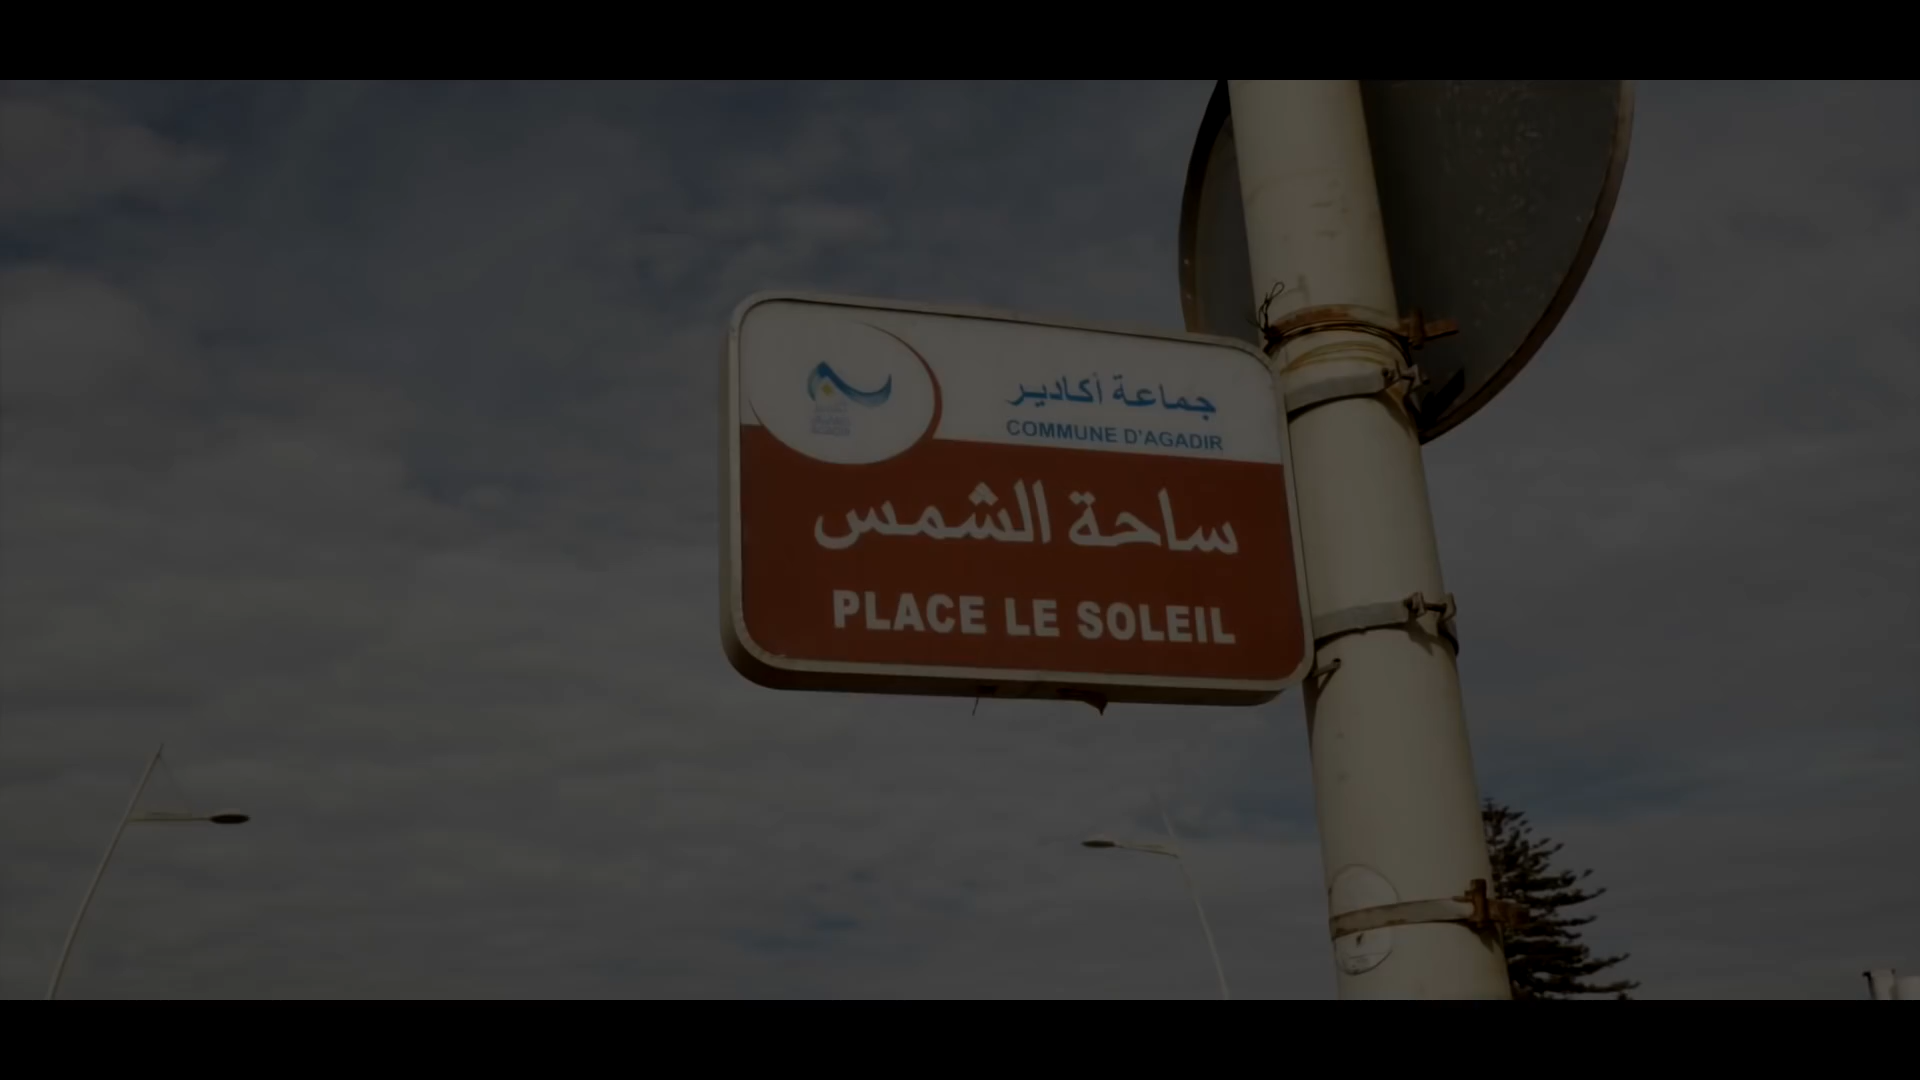 جماعة أكادير
COMMUNE D'AGADIR
ساحة الشمس
PLACE LE SOLEIL